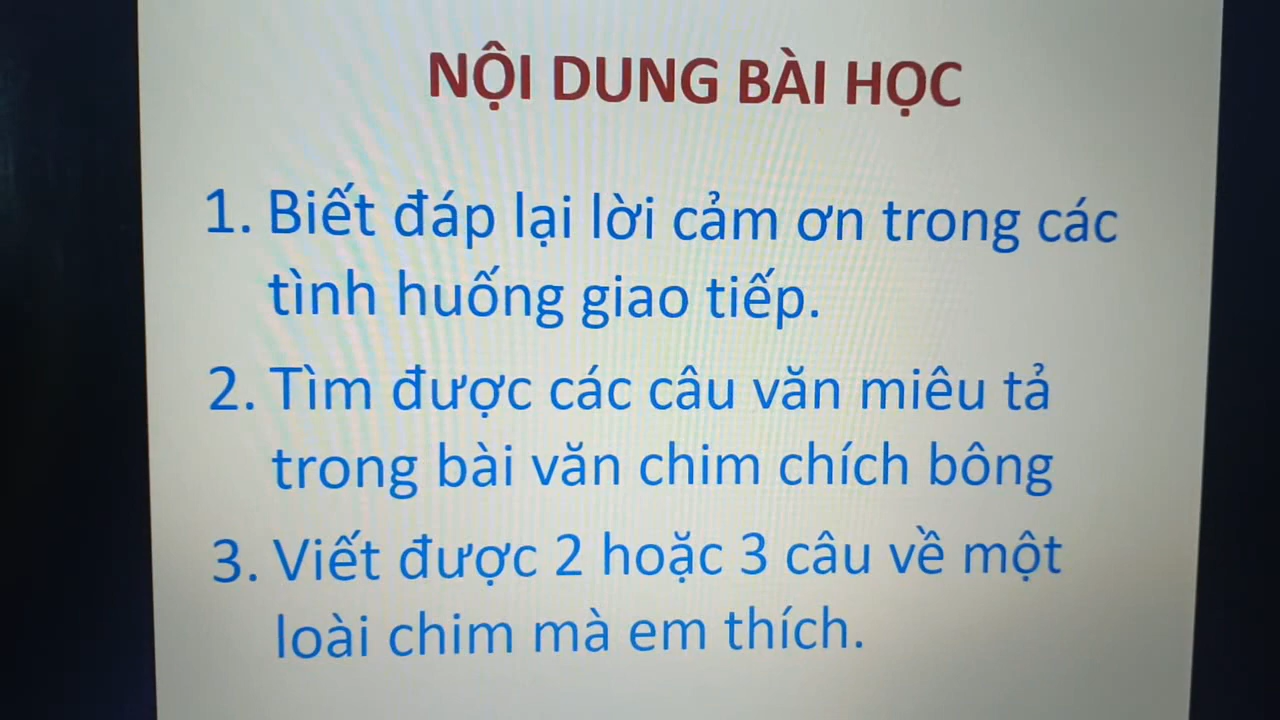 NỘI DUNG BÀI HỌC
1. Biết đáp lại lời cảm ơn trong các
tình huống giao tiếp.
2. Tìm được các câu văn miêu tả
trong bài văn chim chích bông
3. Viết được 2 hoặc 3 câu về một
loài chim mà em thích.